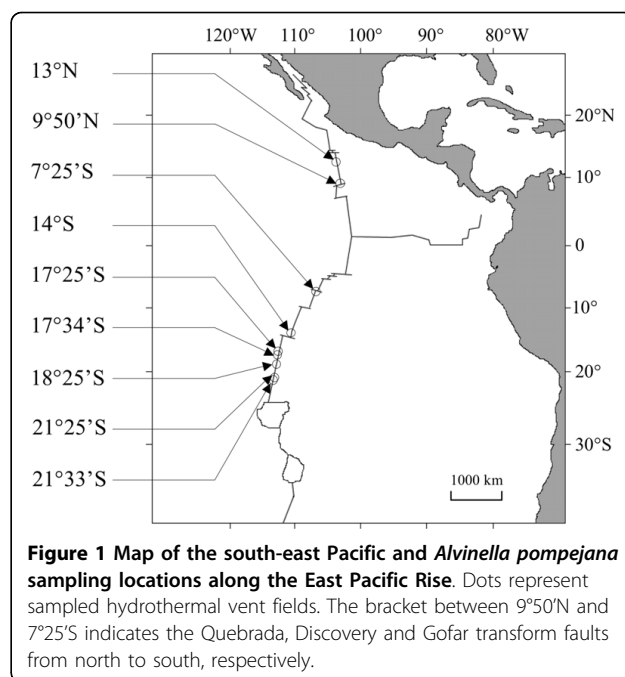 120°W 110° 100° 90° 80°W
13°N
9°50’N
7°25’S
14°S
17°25’S
17°34’S
18°25’S
21°25’S
21°33’S
20°N
10°
0
10°
20°
30°S
1000 km
Figure 1 Map of the south-east Pacific and Alvinella pompejana
sampling locations along the East Pacific Rise. Dots represent
sampled hydrothermal vent fields. The bracket between 9°50’N and
7°25’S indicates the Quebrada, Discovery and Gofar transform faults
from north to south, respectively.